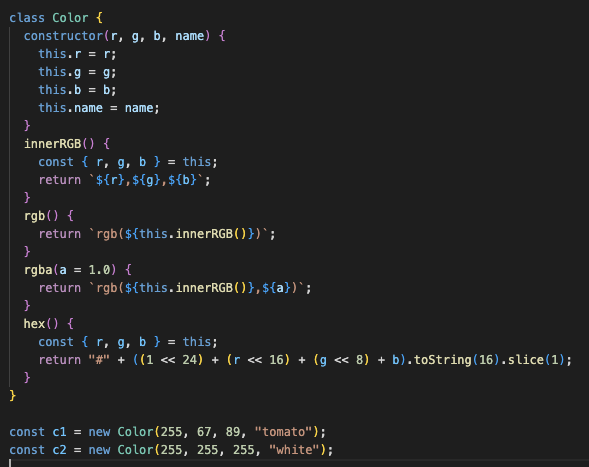 class Color {
  constructor(r, g, b, name) {
    this.r = r;
    this.g = g;
    this.b = b;
    this.name = name;
  }
  innerRGB() {
    const { r, g, b } = this;
    return `${r},${g},${b}`;
  }
  rgb() {
    return `rgb(${this.innerRGB()})`;
  }
  rgba(a = 1.0) {
    return `rgb(${this.innerRGB()},${a})`;
  }
  hex() {
    const { r, g, b } = this;
    return "#" + ((1 << 24) + (r << 16) + (g << 8) + b).toString(16).slice(1);
  }
}
const c1 = new Color(255, 67, 89, "tomato");
const c2 = new Color(255, 255, 255, "white");